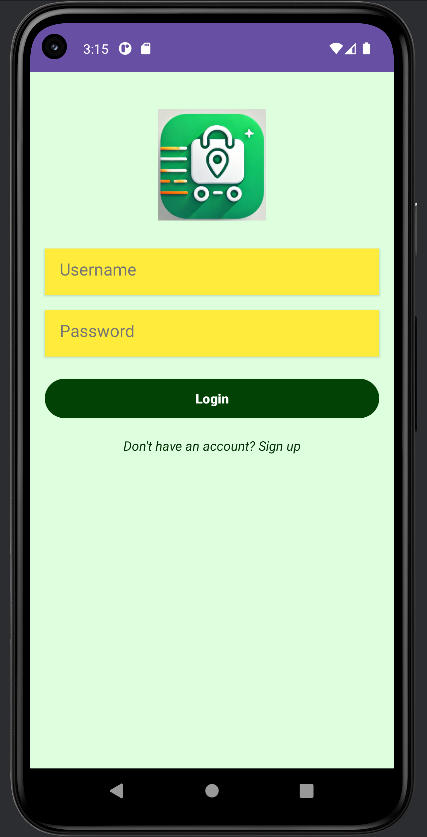 3:15
Username
Password
Login
Don't have an account? Sign up